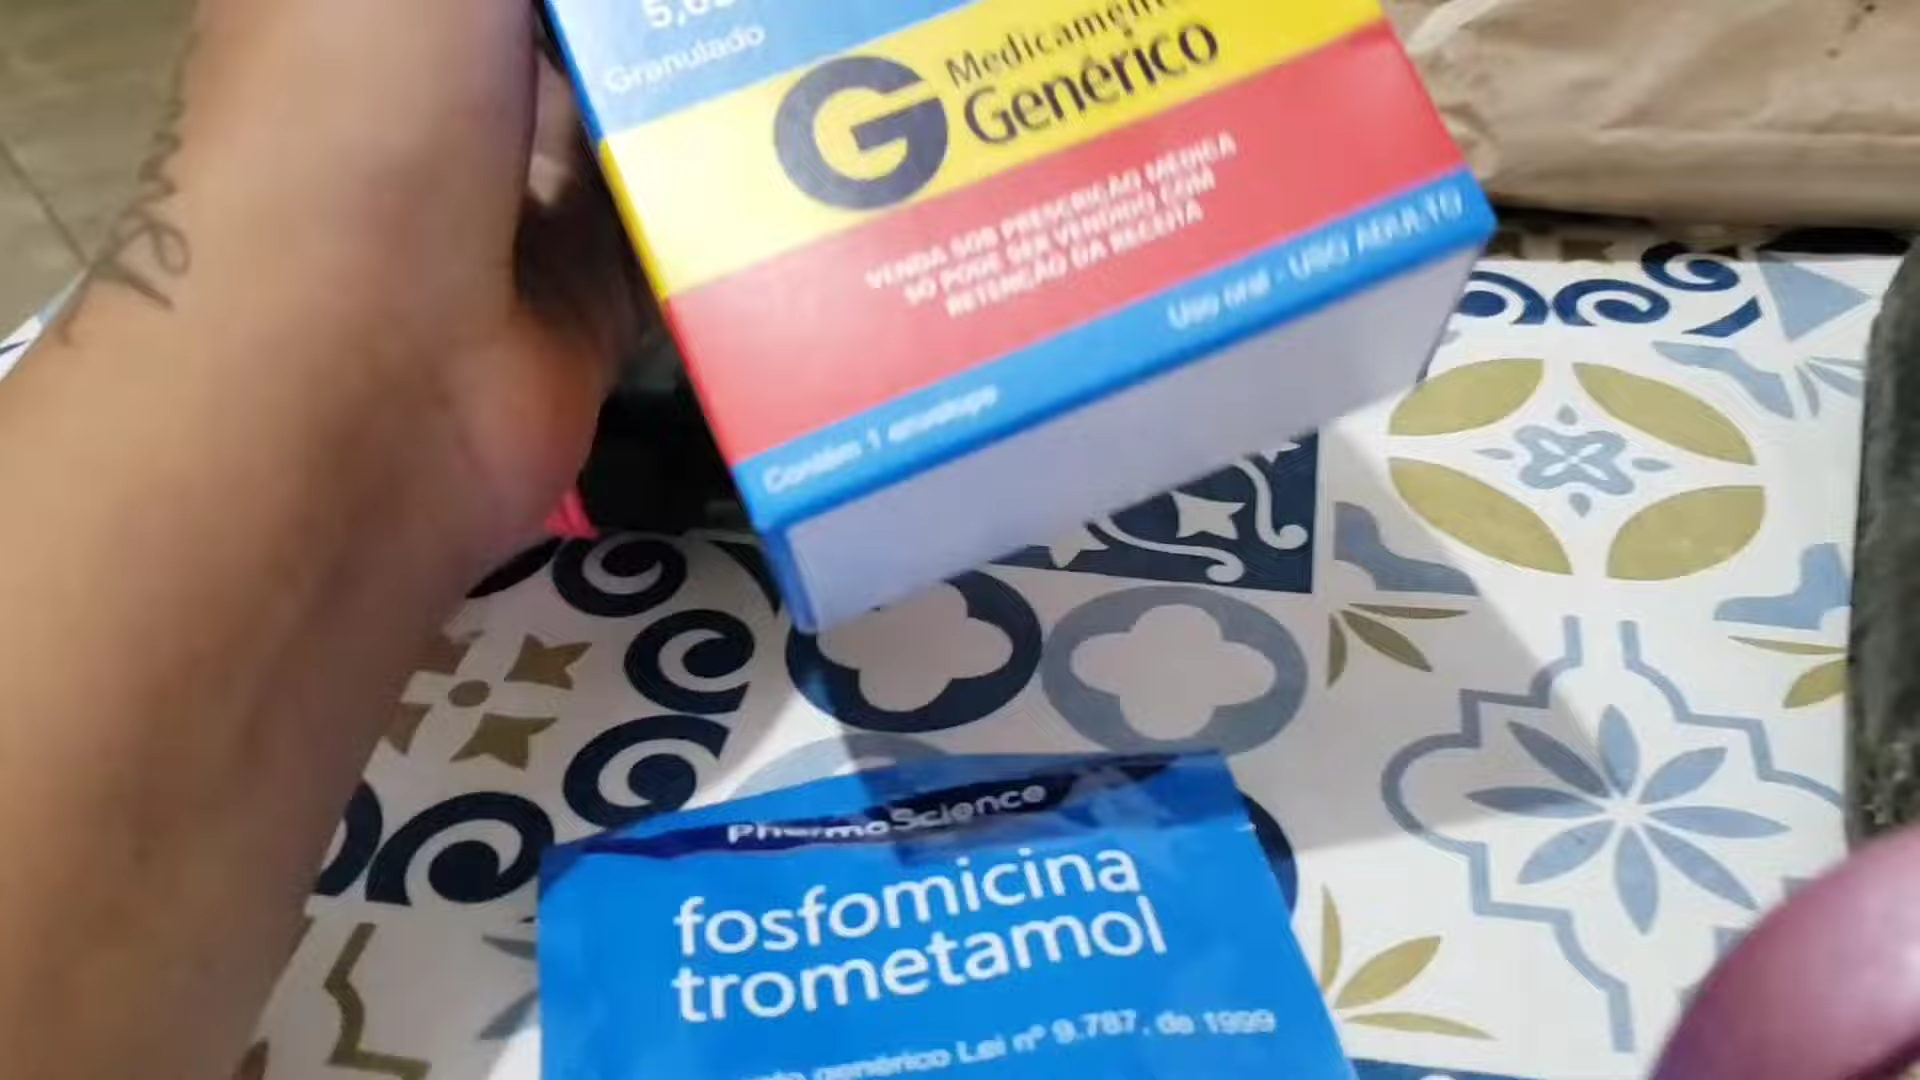 Granulado
G
Medicamento
Genérico
VENDA SOB PRESCRIÇÃO MÉDICA
SÓ PODE SER VENDIDO COM
RETENÇÃO DA RECEITA
Uso oral - USO ADULTO
Contém 1 envelope
PharmaScience
fosfomicina
trometamol
genérico Lei nº 9.787, de 1999